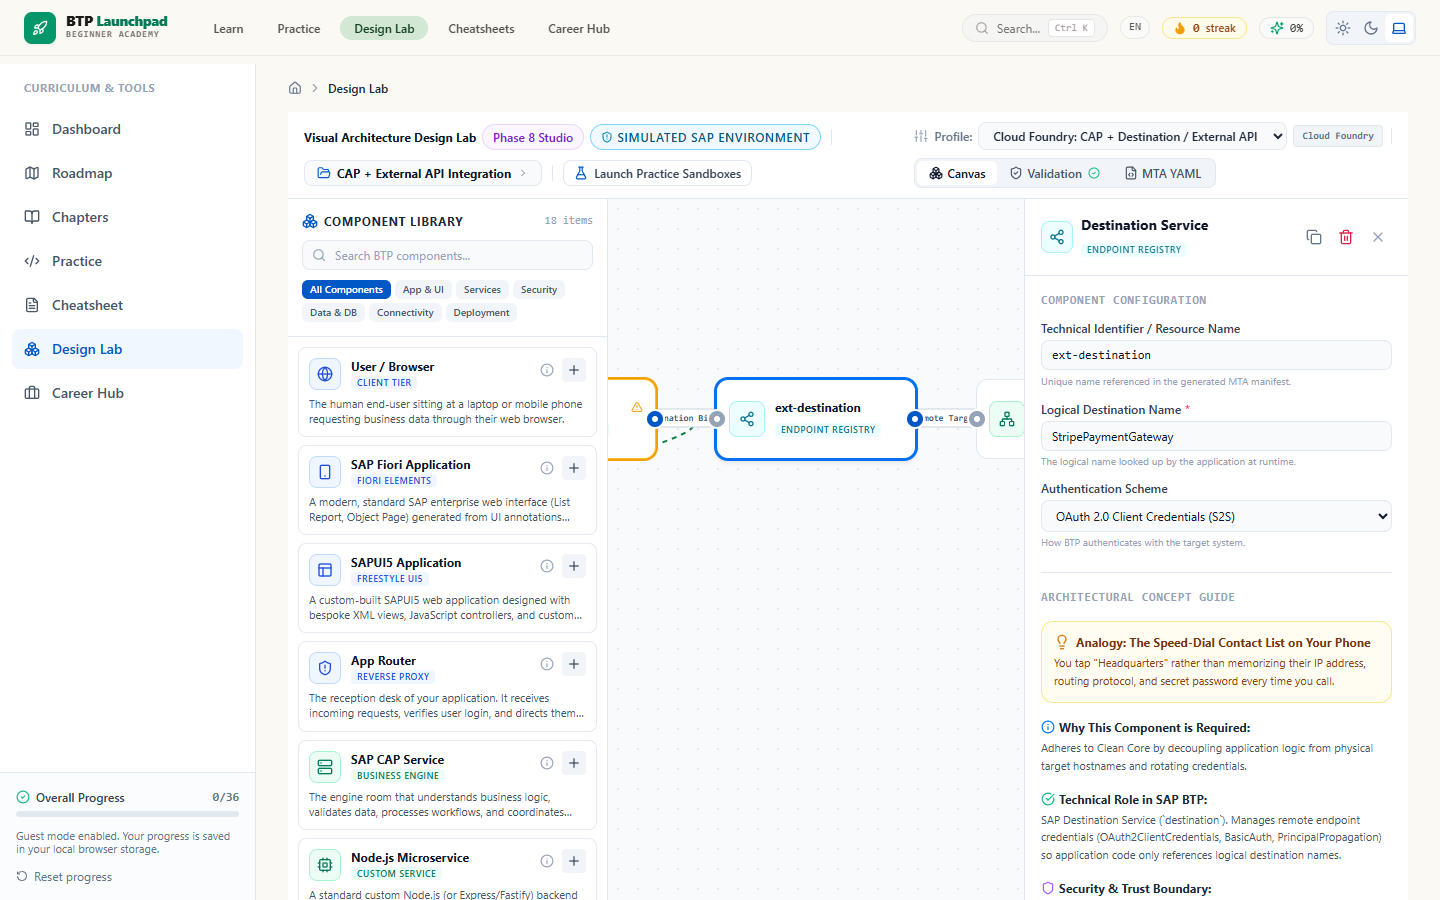 BTP Launchpad
BEGINNER ACADEMY
Learn
Practice
Design Lab
Cheatsheets
Career Hub
Search...
Ctrl K
EN
0 streak
0%
CURRICULUM & TOOLS
Dashboard
Roadmap
Chapters
Practice
Cheatsheet
Design Lab
Career Hub
Overall Progress
0/36
Guest mode enabled. Your progress is saved
in your local browser storage.
Reset progress
Design Lab
Visual Architecture Design Lab
Phase 8 Studio
SIMULATED SAP ENVIRONMENT
Profile:
Cloud Foundry: CAP + Destination / External API
Cloud Foundry
CAP + External API Integration
Launch Practice Sandboxes
Canvas
Validation
MTA YAML
COMPONENT LIBRARY
18 items
Search BTP components...
All Components
App & UI
Services
Security
Data & DB
Connectivity
Deployment
User / Browser
CLIENT TIER
The human end-user sitting at a laptop or mobile phone
requesting business data through their web browser.
SAP Fiori Application
FIORI ELEMENTS
A modern, standard SAP enterprise web interface (List
Report, Object Page) generated from UI annotations...
SAPUI5 Application
FREESTYLE UI5
A custom-built SAPUI5 web application designed with
bespoke XML views, JavaScript controllers, and custom...
App Router
REVERSE PROXY
The reception desk of your application. It receives
incoming requests, verifies user login, and directs them...
SAP CAP Service
BUSINESS ENGINE
The engine room that understands business logic,
validates data, processes workflows, and coordinates...
Node.js Microservice
CUSTOM SERVICE
A standard custom Node.js (or Express/Fastify) backend
nation Bi
ext-destination
ENDPOINT REGISTRY
mote Targ
Destination Service
ENDPOINT REGISTRY
COMPONENT CONFIGURATION
Technical Identifier / Resource Name
ext-destination
Unique name referenced in the generated MTA manifest.
Logical Destination Name *
StripePaymentGateway
The logical name looked up by the application at runtime.
Authentication Scheme
OAuth 2.0 Client Credentials (S2S)
How BTP authenticates with the target system.
ARCHITECTURAL CONCEPT GUIDE
Analogy: The Speed-Dial Contact List on Your Phone
You tap "Headquarters" rather than memorizing their IP address,
routing protocol, and secret password every time you call.
Why This Component is Required:
Adheres to Clean Core by decoupling application logic from physical
target hostnames and rotating credentials.
Technical Role in SAP BTP:
SAP Destination Service (`destination`). Manages remote endpoint
credentials (OAuth2ClientCredentials, BasicAuth, PrincipalPropagation)
so application code only references logical destination names.
Security & Trust Boundary: